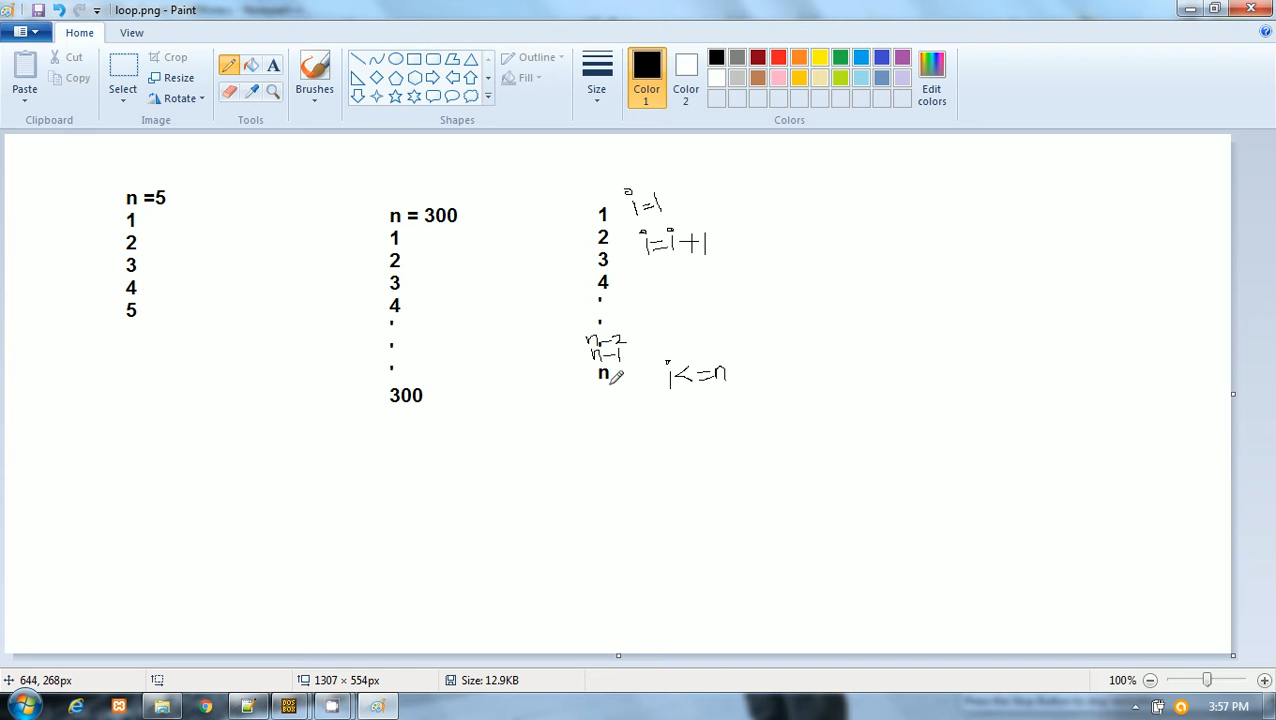 loop.png - Paint
Home
View
Paste
Cut
Copy
Clipboard
Select
Crop
Resize
Rotate
Image
Tools
A
Brushes
Shapes
Outline
Fill
Size
Color 1
Color 2
Edit colors
Colors
n =5
1
2
3
4
5
n = 300
1
2
3
4
'
'
'
300
1
2
3
4
'
'
n-2
n-1
n
i=1
i=i+1
i<=n
644, 268px
1307 × 554px
Size: 12.9KB
100%
DOS BOX
3:57 PM